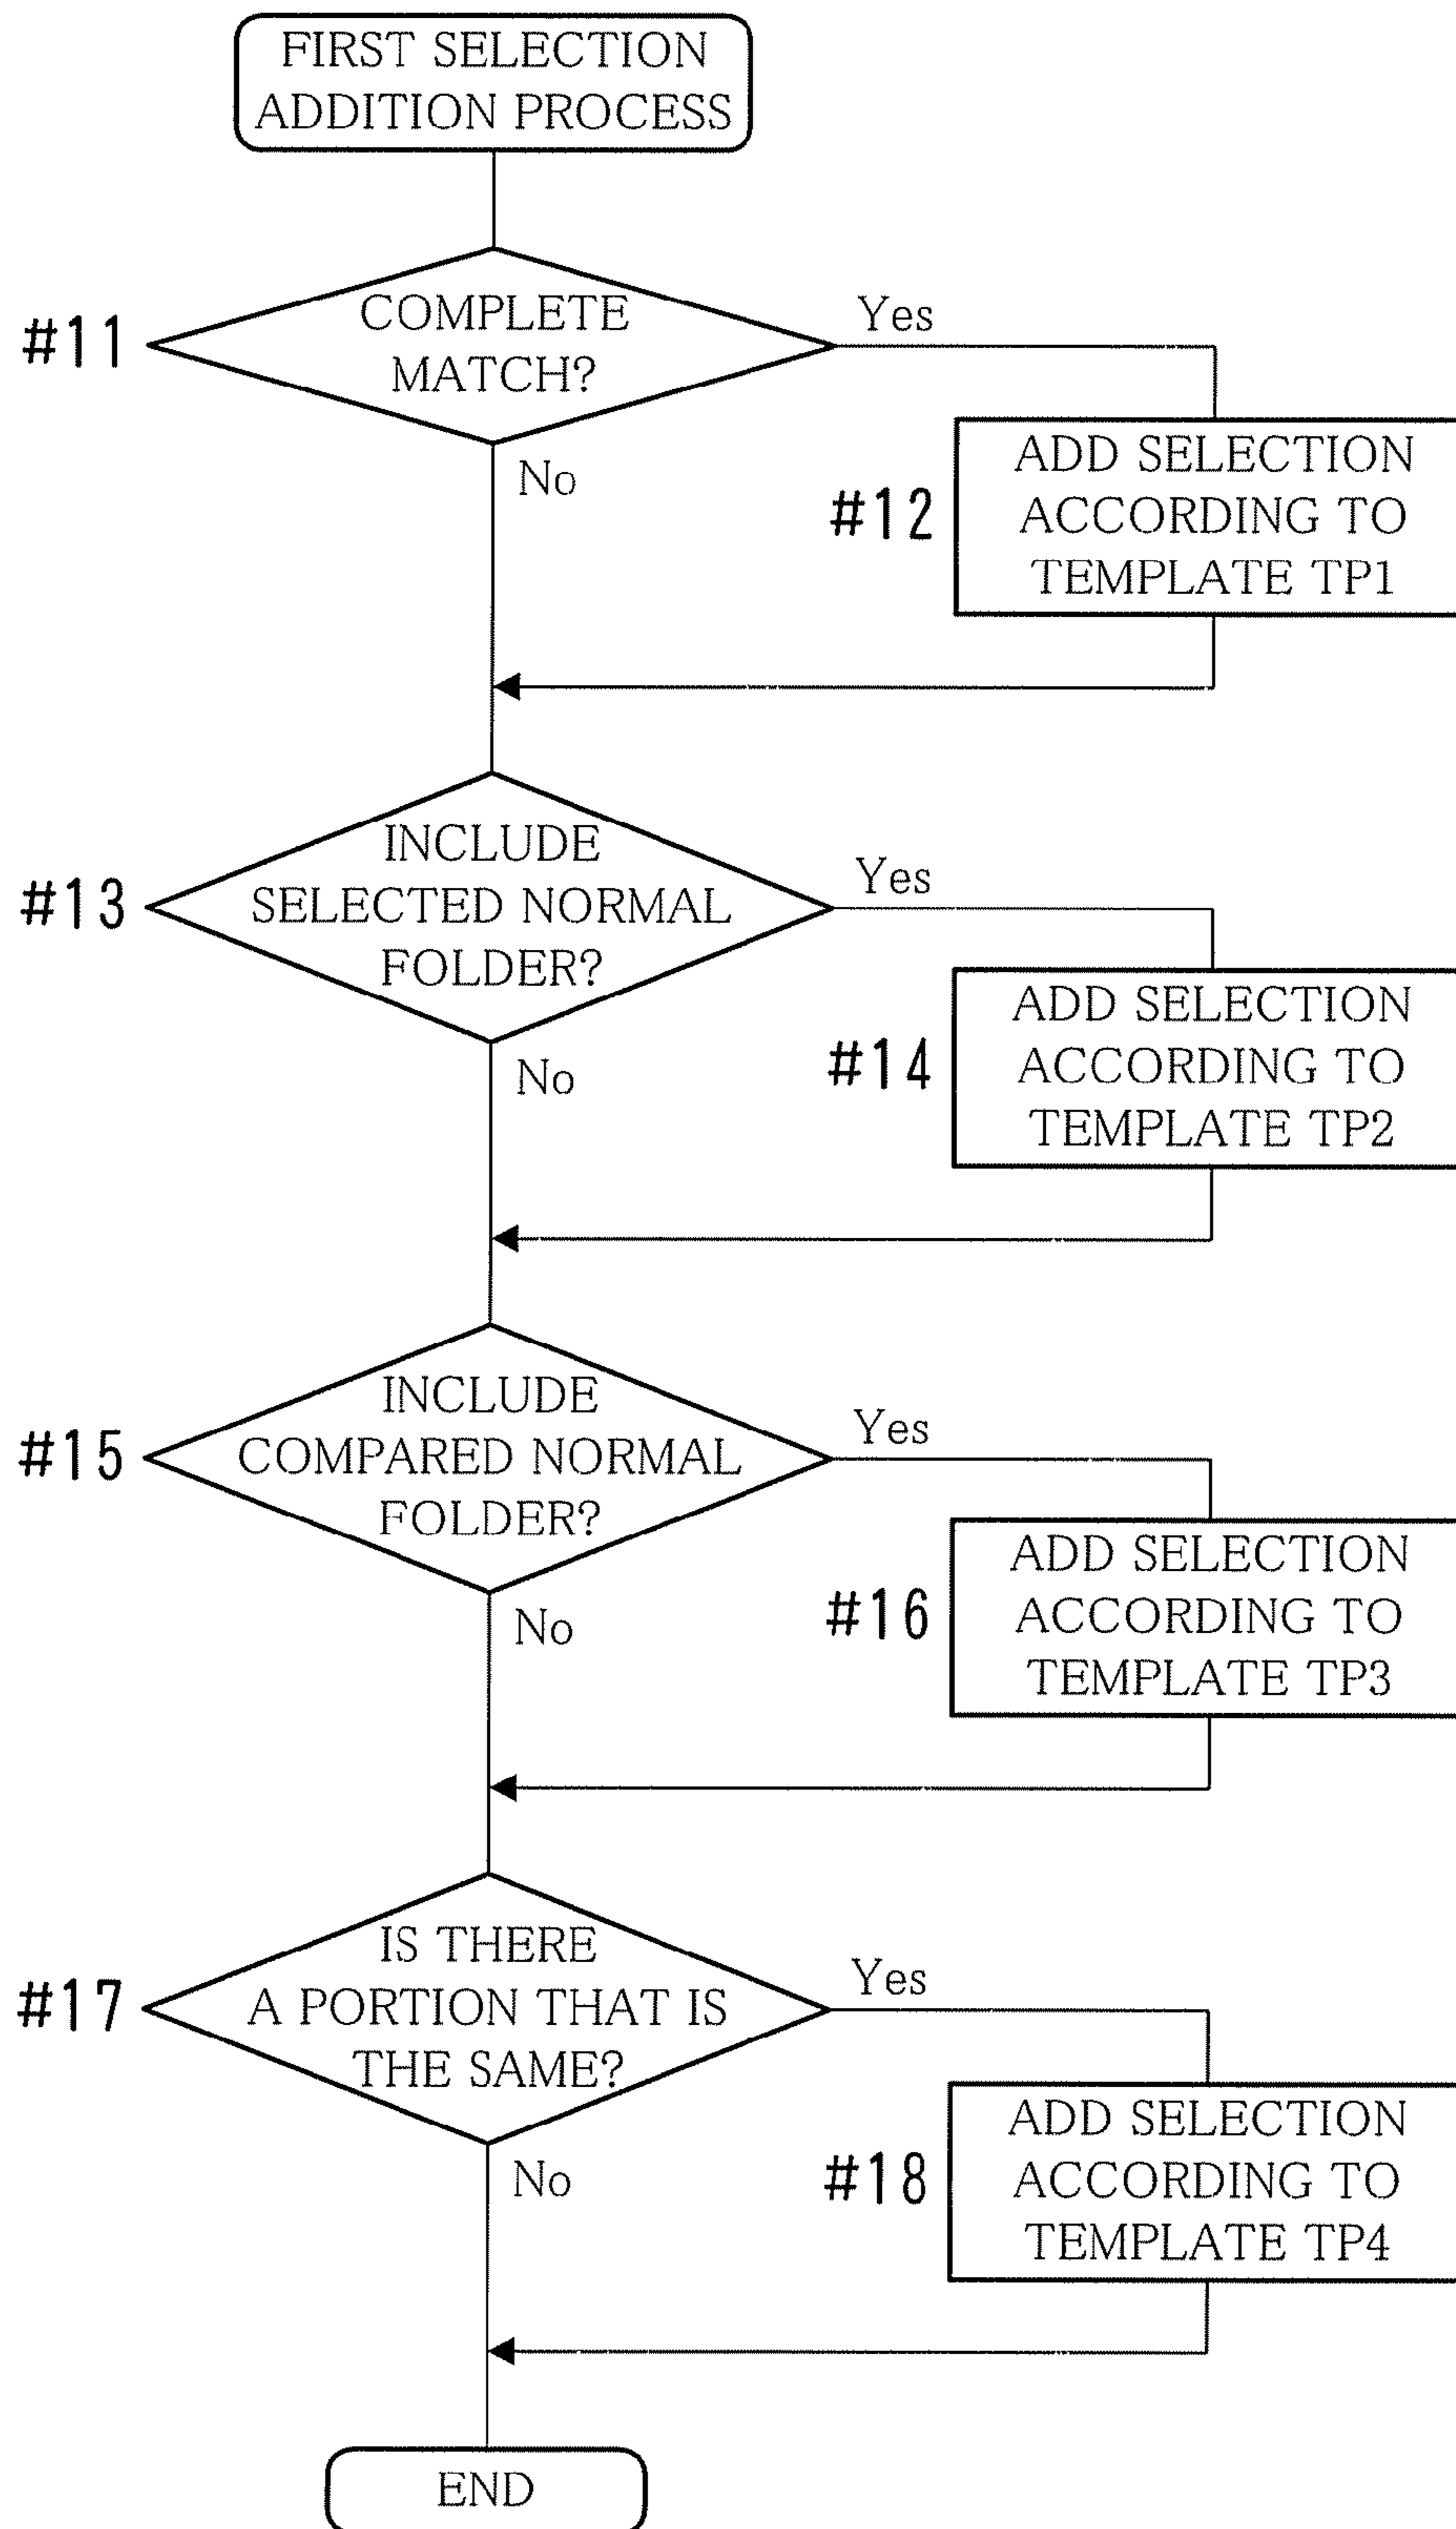 FIRST SELECTION
ADDITION PROCESS
#11
COMPLETE
MATCH?
Yes
No
#12
ADD SELECTION
ACCORDING TO
TEMPLATE TP1
#13
INCLUDE
SELECTED NORMAL
FOLDER?
Yes
No
#14
ADD SELECTION
ACCORDING TO
TEMPLATE TP2
#15
INCLUDE
COMPARED NORMAL
FOLDER?
Yes
No
#16
ADD SELECTION
ACCORDING TO
TEMPLATE TP3
#17
IS THERE
A PORTION THAT IS
THE SAME?
Yes
No
#18
ADD SELECTION
ACCORDING TO
TEMPLATE TP4
END